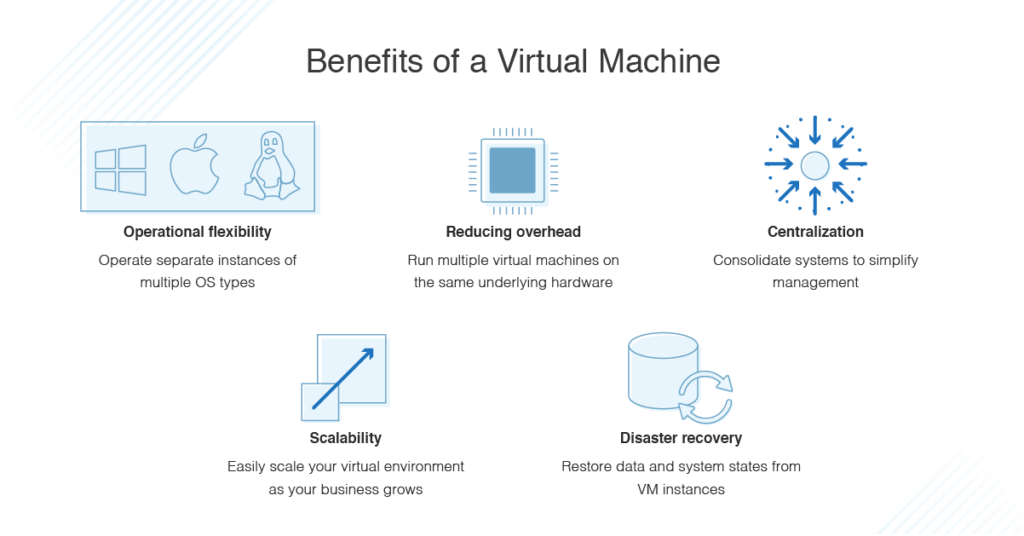 Benefits of a Virtual Machine
Operational flexibility
Operate separate instances of
multiple OS types
Reducing overhead
Run multiple virtual machines on
the same underlying hardware
Centralization
Consolidate systems to simplify
management
Scalability
Easily scale your virtual environment
as your business grows
Disaster recovery
Restore data and system states from
VM instances